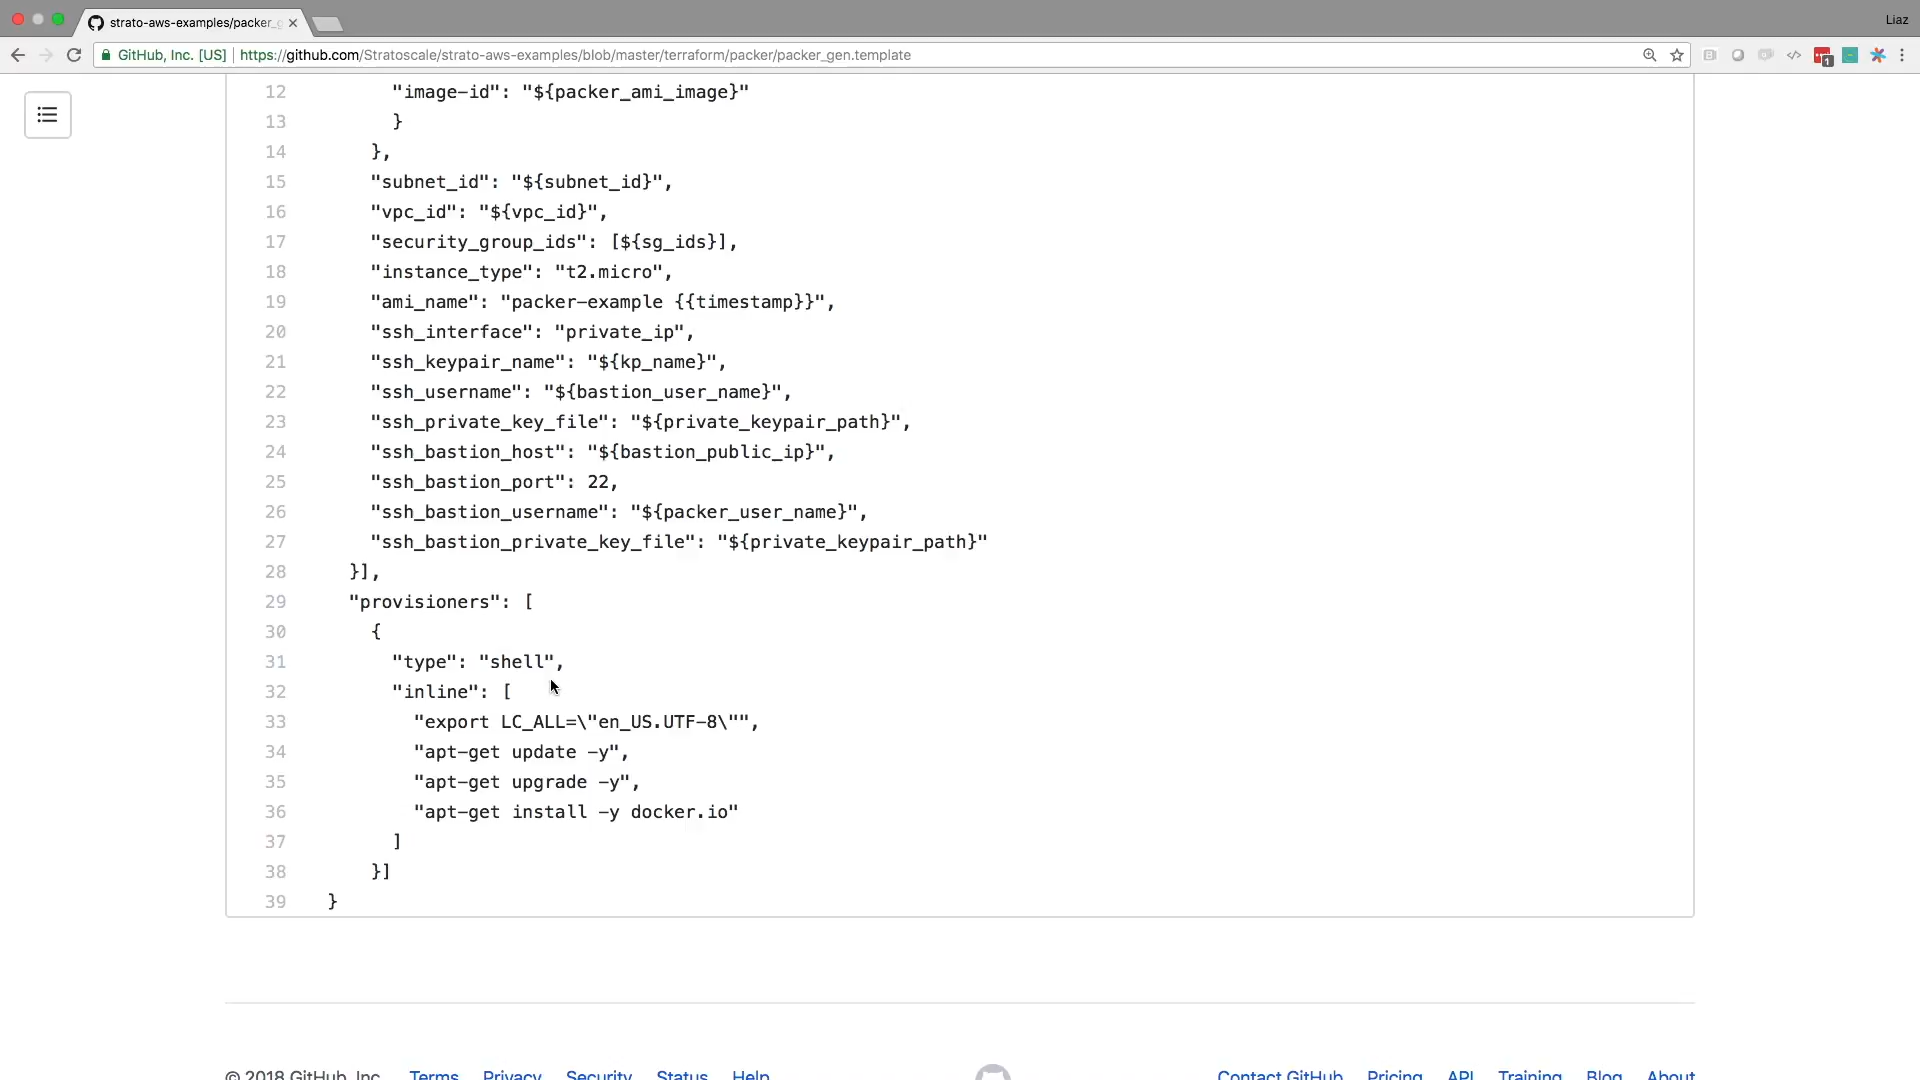 strato-aws-examples/packer_g
Liaz
GitHub, Inc. [US] | https://github.com/Stratoscale/strato-aws-examples/blob/master/terraform/packer/packer_gen.template
1
12 "image-id": "${packer_ami_image}"
13 }
14 },
15 "subnet_id": "${subnet_id}",
16 "vpc_id": "${vpc_id}",
17 "security_group_ids": [${sg_ids}],
18 "instance_type": "t2.micro",
19 "ami_name": "packer-example {{timestamp}}",
20 "ssh_interface": "private_ip",
21 "ssh_keypair_name": "${kp_name}",
22 "ssh_username": "${bastion_user_name}",
23 "ssh_private_key_file": "${private_keypair_path}",
24 "ssh_bastion_host": "${bastion_public_ip}",
25 "ssh_bastion_port": 22,
26 "ssh_bastion_username": "${packer_user_name}",
27 "ssh_bastion_private_key_file": "${private_keypair_path}"
28 }],
29 "provisioners": [
30 {
31 "type": "shell",
32 "inline": [
33 "export LC_ALL=\"en_US.UTF-8\"",
34 "apt-get update -y",
35 "apt-get upgrade -y",
36 "apt-get install -y docker.io"
37 ]
38 }]
39 }
© 2018 GitHub, Inc. Terms Privacy Security Status Help Contact GitHub Pricing API Training Blog About